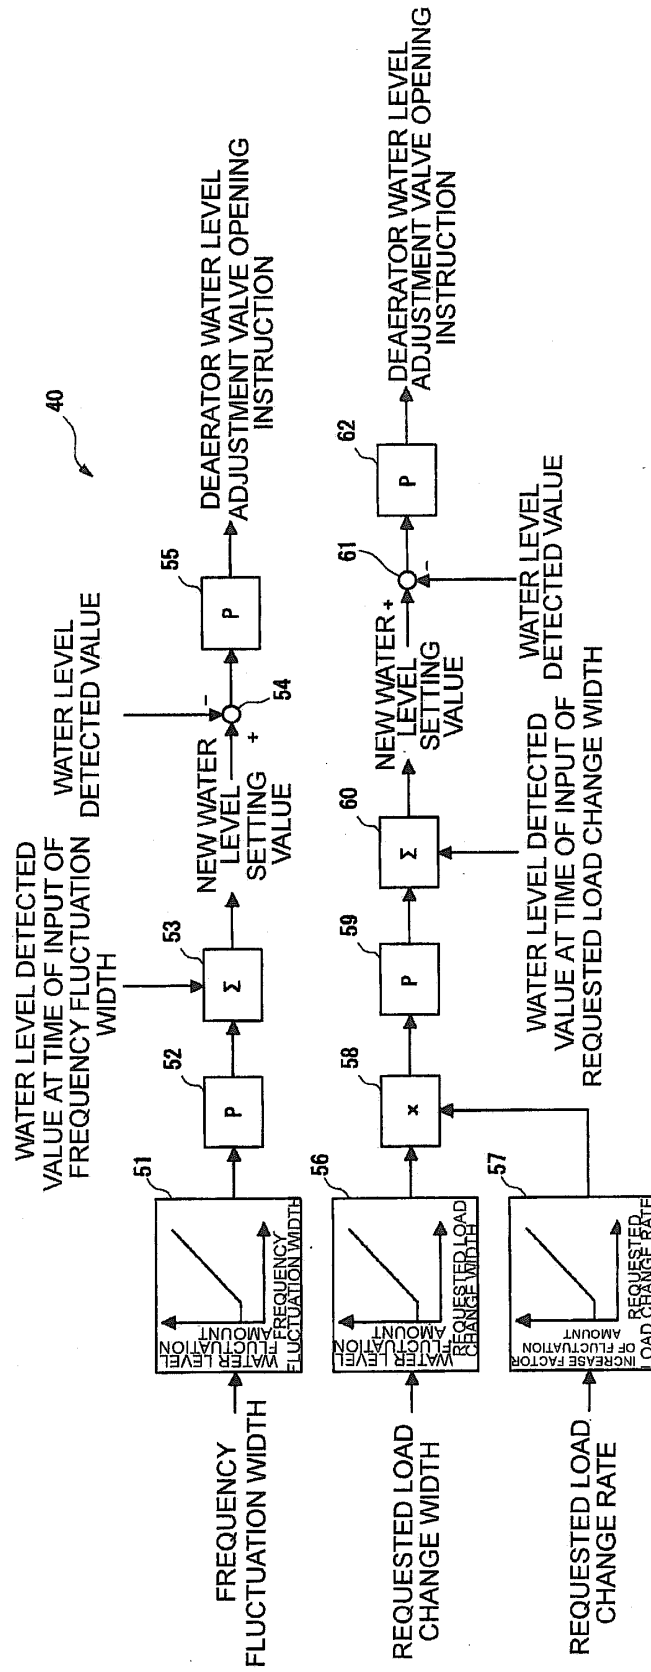 40
FREQUENCY
FLUCTUATION WIDTH
51
WATER LEVEL
FLUCTUATION
AMOUNT
FREQUENCY
FLUCTUATION WIDTH
52
P
WATER LEVEL DETECTED
VALUE AT TIME OF INPUT OF
FREQUENCY FLUCTUATION
WIDTH
53
Σ
NEW WATER
LEVEL
SETTING
VALUE
+
WATER LEVEL
DETECTED VALUE
-
54
55
P
DEAERATOR WATER LEVEL
ADJUSTMENT VALVE OPENING
INSTRUCTION
REQUESTED LOAD
CHANGE WIDTH
56
WATER LEVEL
FLUCTUATION
AMOUNT
REQUESTED LOAD
CHANGE WIDTH
58
x
59
P
60
Σ
WATER LEVEL DETECTED
VALUE AT TIME OF INPUT OF
REQUESTED LOAD CHANGE WIDTH
NEW WATER
LEVEL
SETTING
VALUE
+
61
-
WATER LEVEL
DETECTED VALUE
62
P
DEAERATOR WATER LEVEL
ADJUSTMENT VALVE OPENING
INSTRUCTION
REQUESTED LOAD
CHANGE RATE
57
INCREASE FACTOR
OF FLUCTUATION
AMOUNT
REQUESTED
LOAD CHANGE RATE